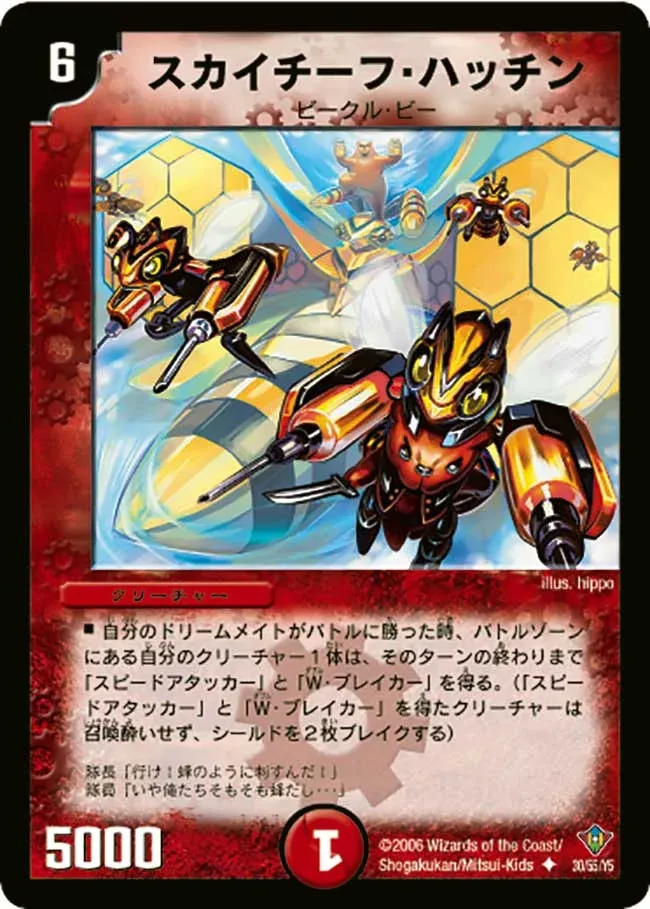 6
スカイチーフ・ハッチン
ビークル・ビー
illus. hippo
クリーチャー
■ 自分のドリームメイトがバトルに勝った時、バトルゾーン
にある自分のクリーチャー1体は、そのターンの終わりまで
「スピードアタッカー」と「W・ブレイカー」を得る。(「スピー
ドアタッカー」と「W・ブレイカー」を得たクリーチャーは
召喚酔いせず、シールドを2枚ブレイクする)
隊長「行け!蜂のように刺すんだ!」
隊員「いや俺たちそもそも蜂だし…」
5000
1
©2006 Wizards of the Coast/
Shogakukan/Mitsui-Kids
30/55/Y5